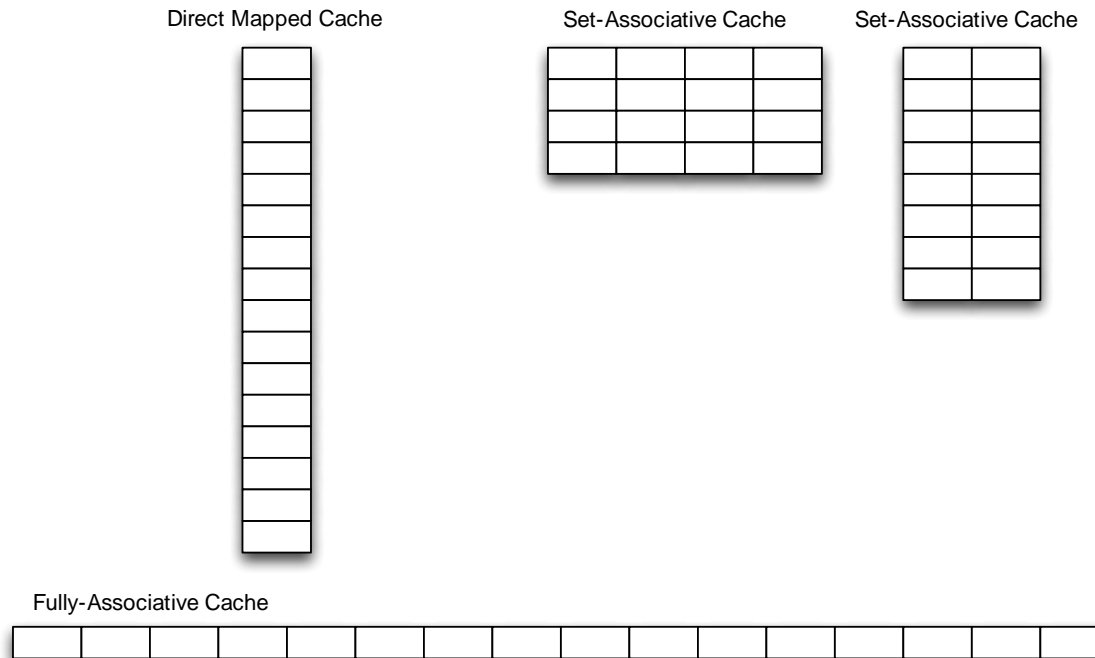 Direct Mapped Cache
Set-Associative Cache
Set-Associative Cache
Fully-Associative Cache